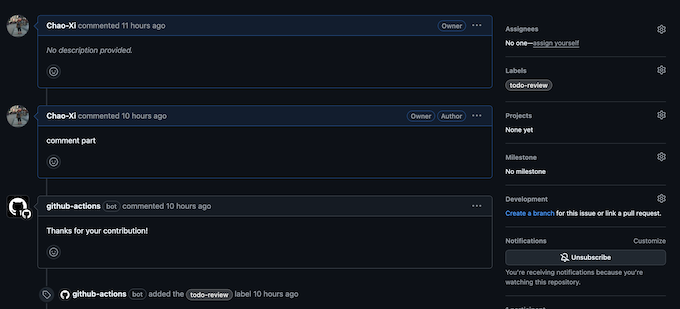 Chao-Xi commented 11 hours ago
Owner
No description provided.
Chao-Xi commented 10 hours ago
Owner
Author
comment part
github-actions bot commented 10 hours ago
Thanks for your contribution!
github-actions bot added the todo-review label 10 hours ago
Assignees
No one—assign yourself
Labels
todo-review
Projects
None yet
Milestone
No milestone
Development
Create a branch for this issue or link a pull request.
Notifications
Customize
Unsubscribe
You're receiving notifications because you're
watching this repository.